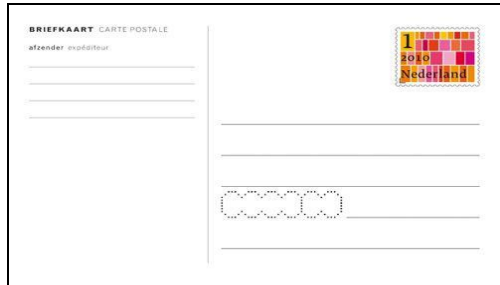 BRIEFKAART CARTE POSTALE
afzender expéditeur
1
2010
Nederland